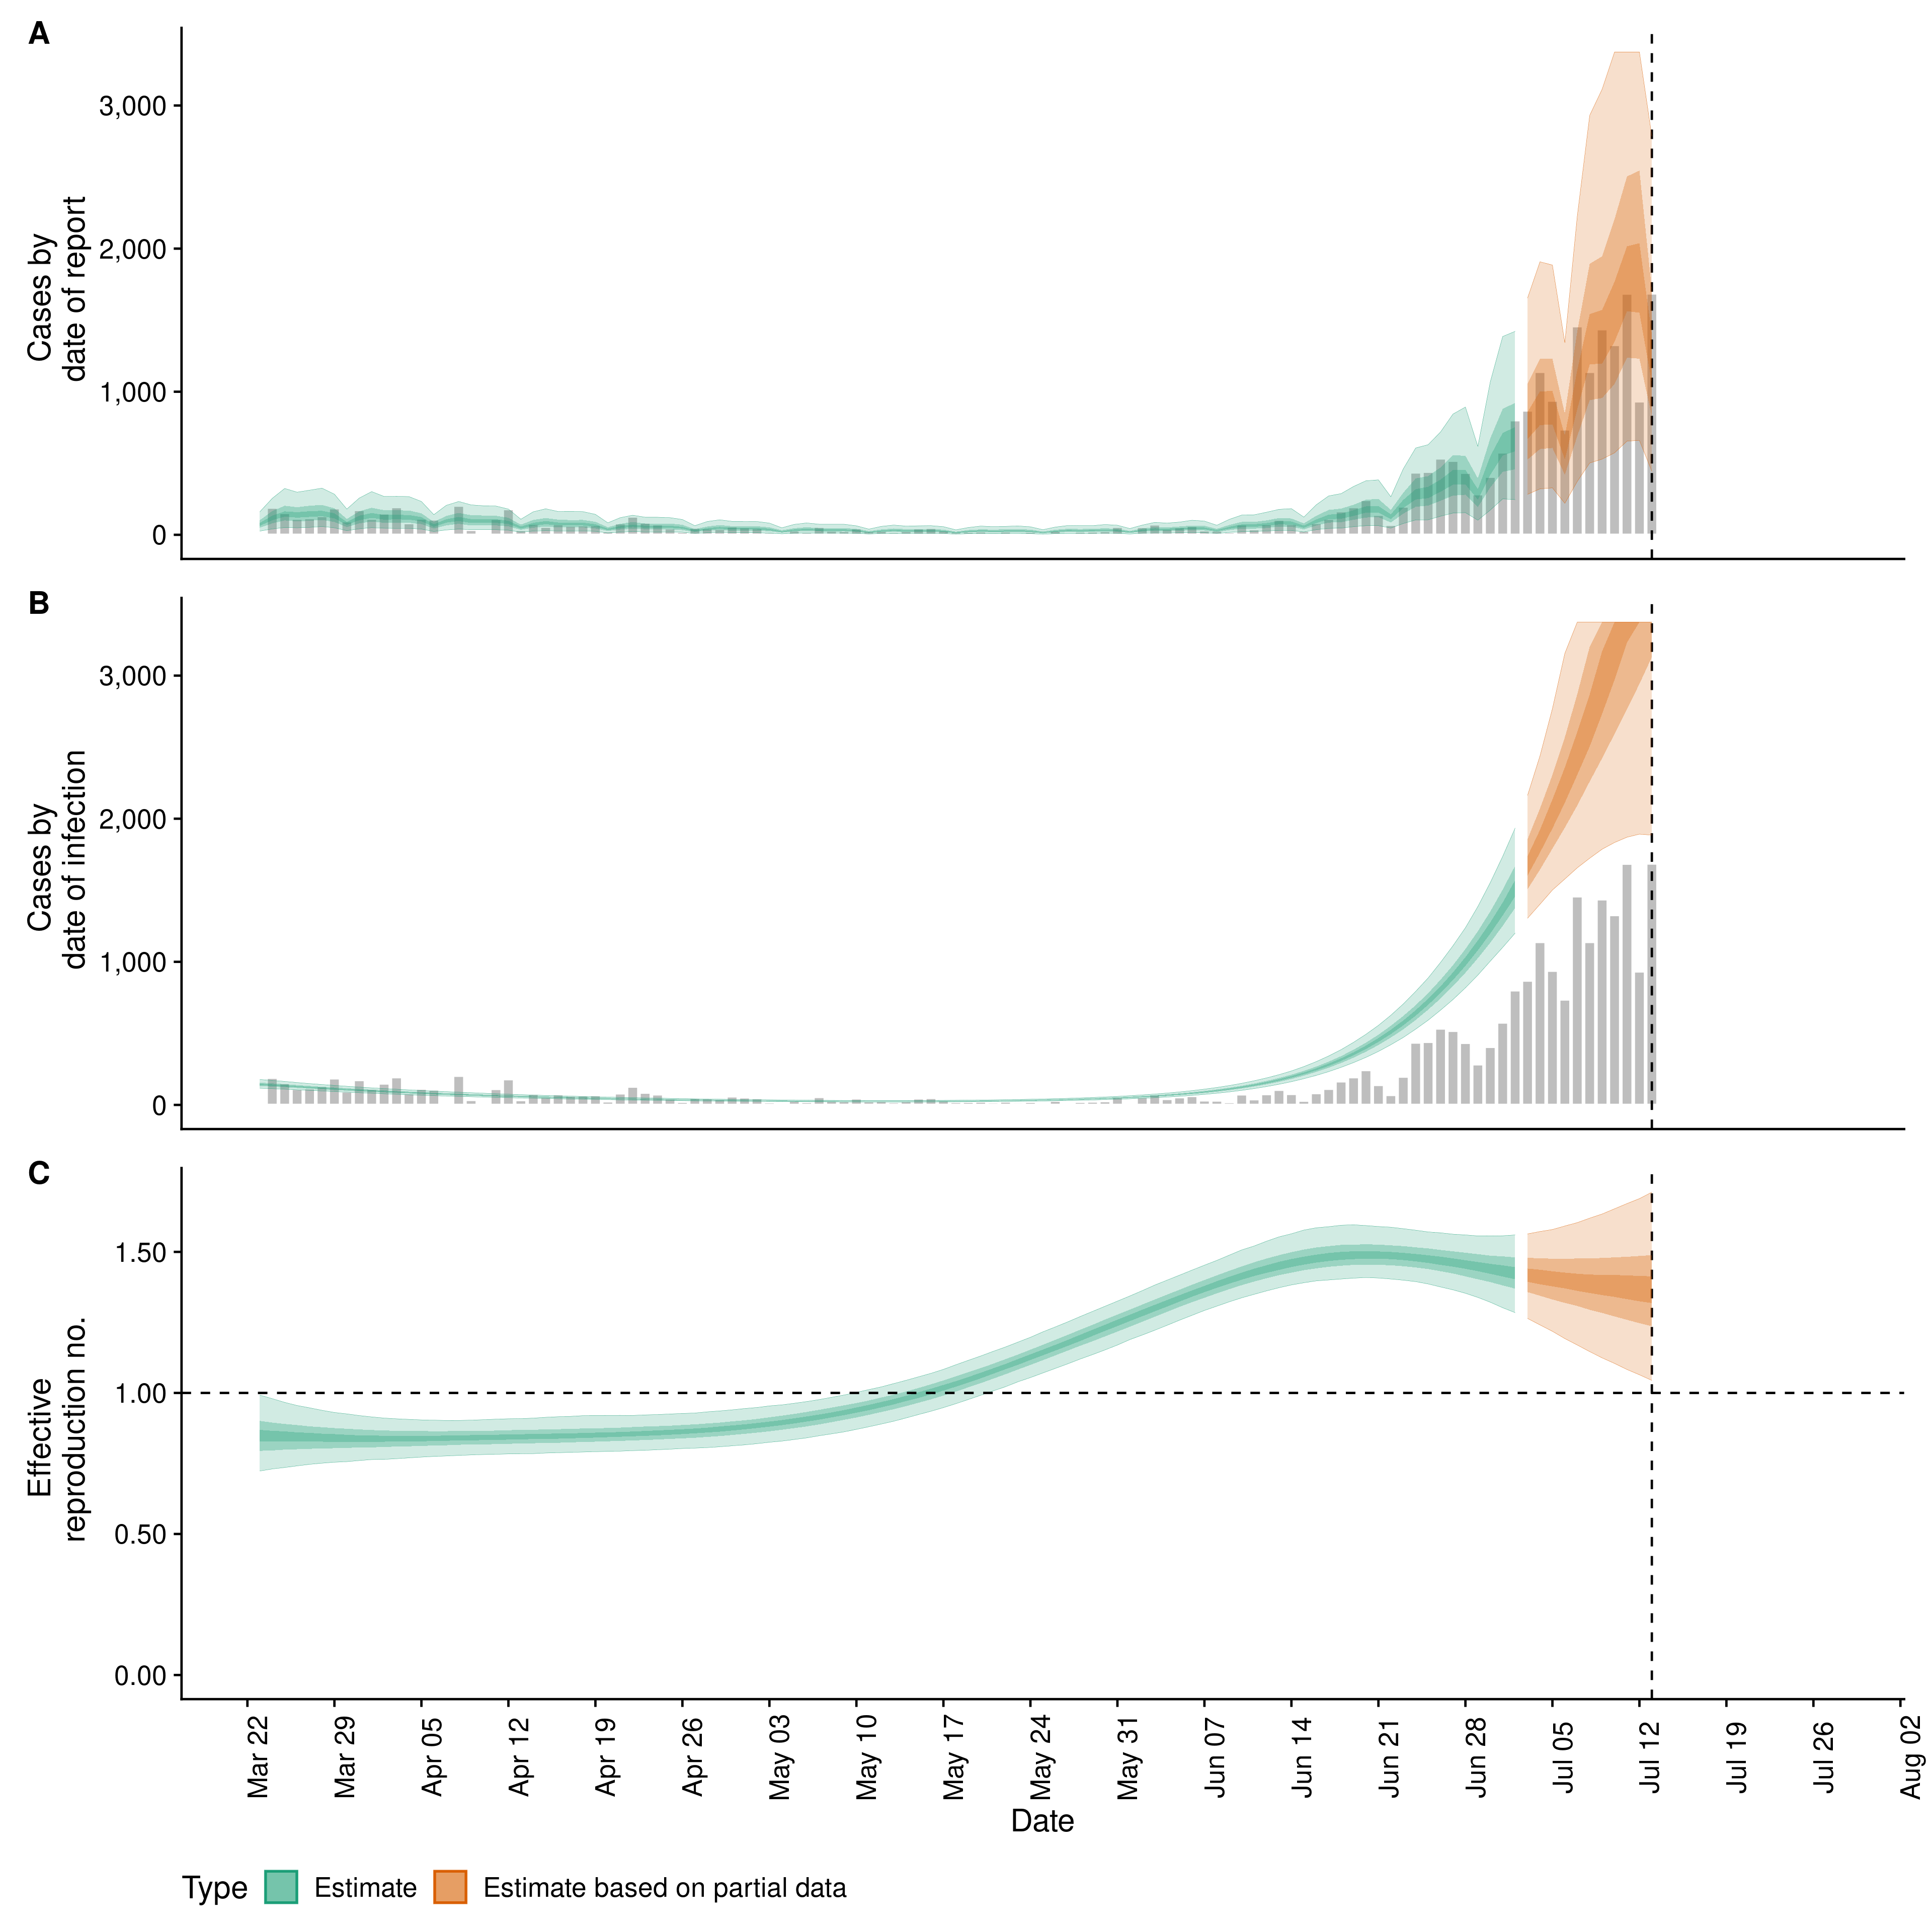 A
Cases by
date of report
3,000
2,000
1,000
0
B
Cases by
date of infection
3,000
2,000
1,000
0
C
Effective
reproduction no.
1.50
1.00
0.50
0.00
Mar 22
Mar 29
Apr 05
Apr 12
Apr 19
Apr 26
May 03
May 10
May 17
May 24
May 31
Jun 07
Jun 14
Jun 21
Jun 28
Jul 05
Jul 12
Jul 19
Jul 26
Aug 02
Date
Type Estimate Estimate based on partial data